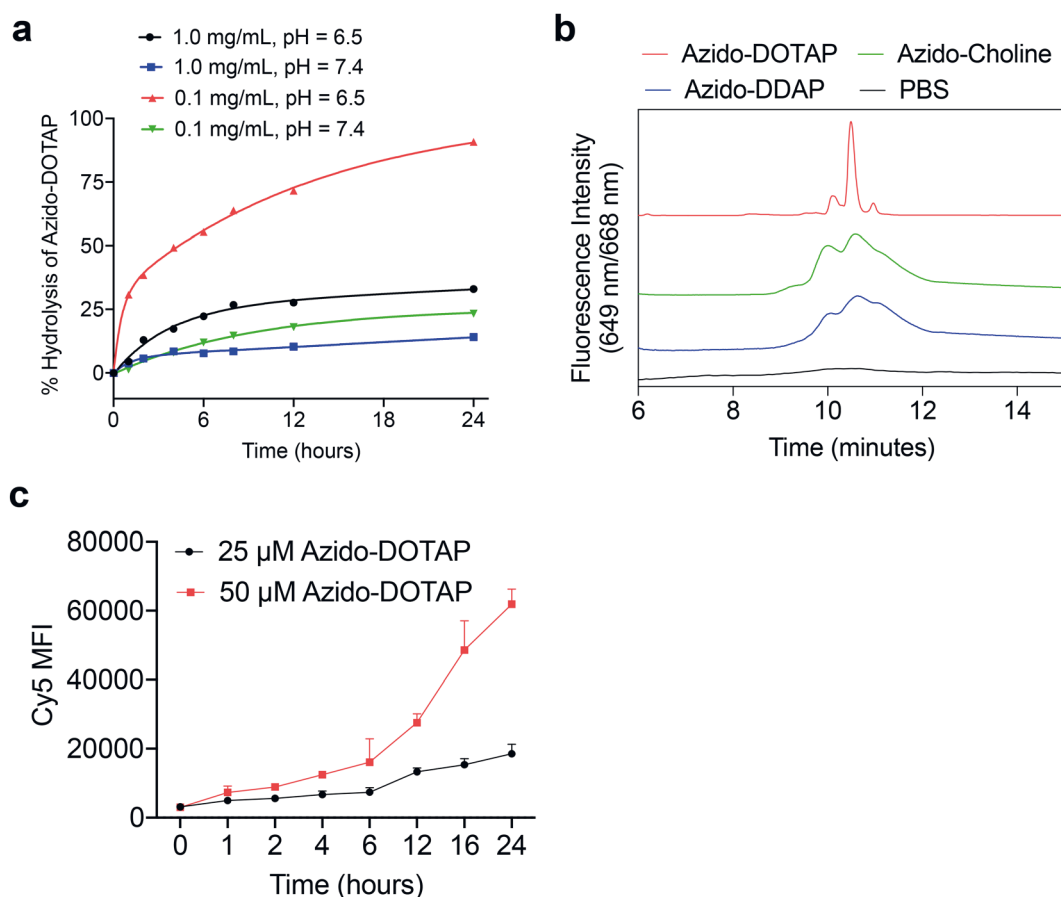 a
1.0 mg/mL, pH = 6.5
1.0 mg/mL, pH = 7.4
0.1 mg/mL, pH = 6.5
0.1 mg/mL, pH = 7.4
% Hydrolysis of Azido-DOTAP
100
75
50
25
0
0 6 12 24
Time (hours)
b
Azido-DOTAP Azido-Choline
Azido-DDAP PBS
Fluorescence Intensity
(649 nm/668 nm)
6 8 10 12 14
Time (minutes)
c
25 µM Azido-DOTAP
50 µM Azido-DOTAP
Cy5 MFI
80000
60000
40000
20000
0
0 1 2 4 6 12 16 24
Time (hours)